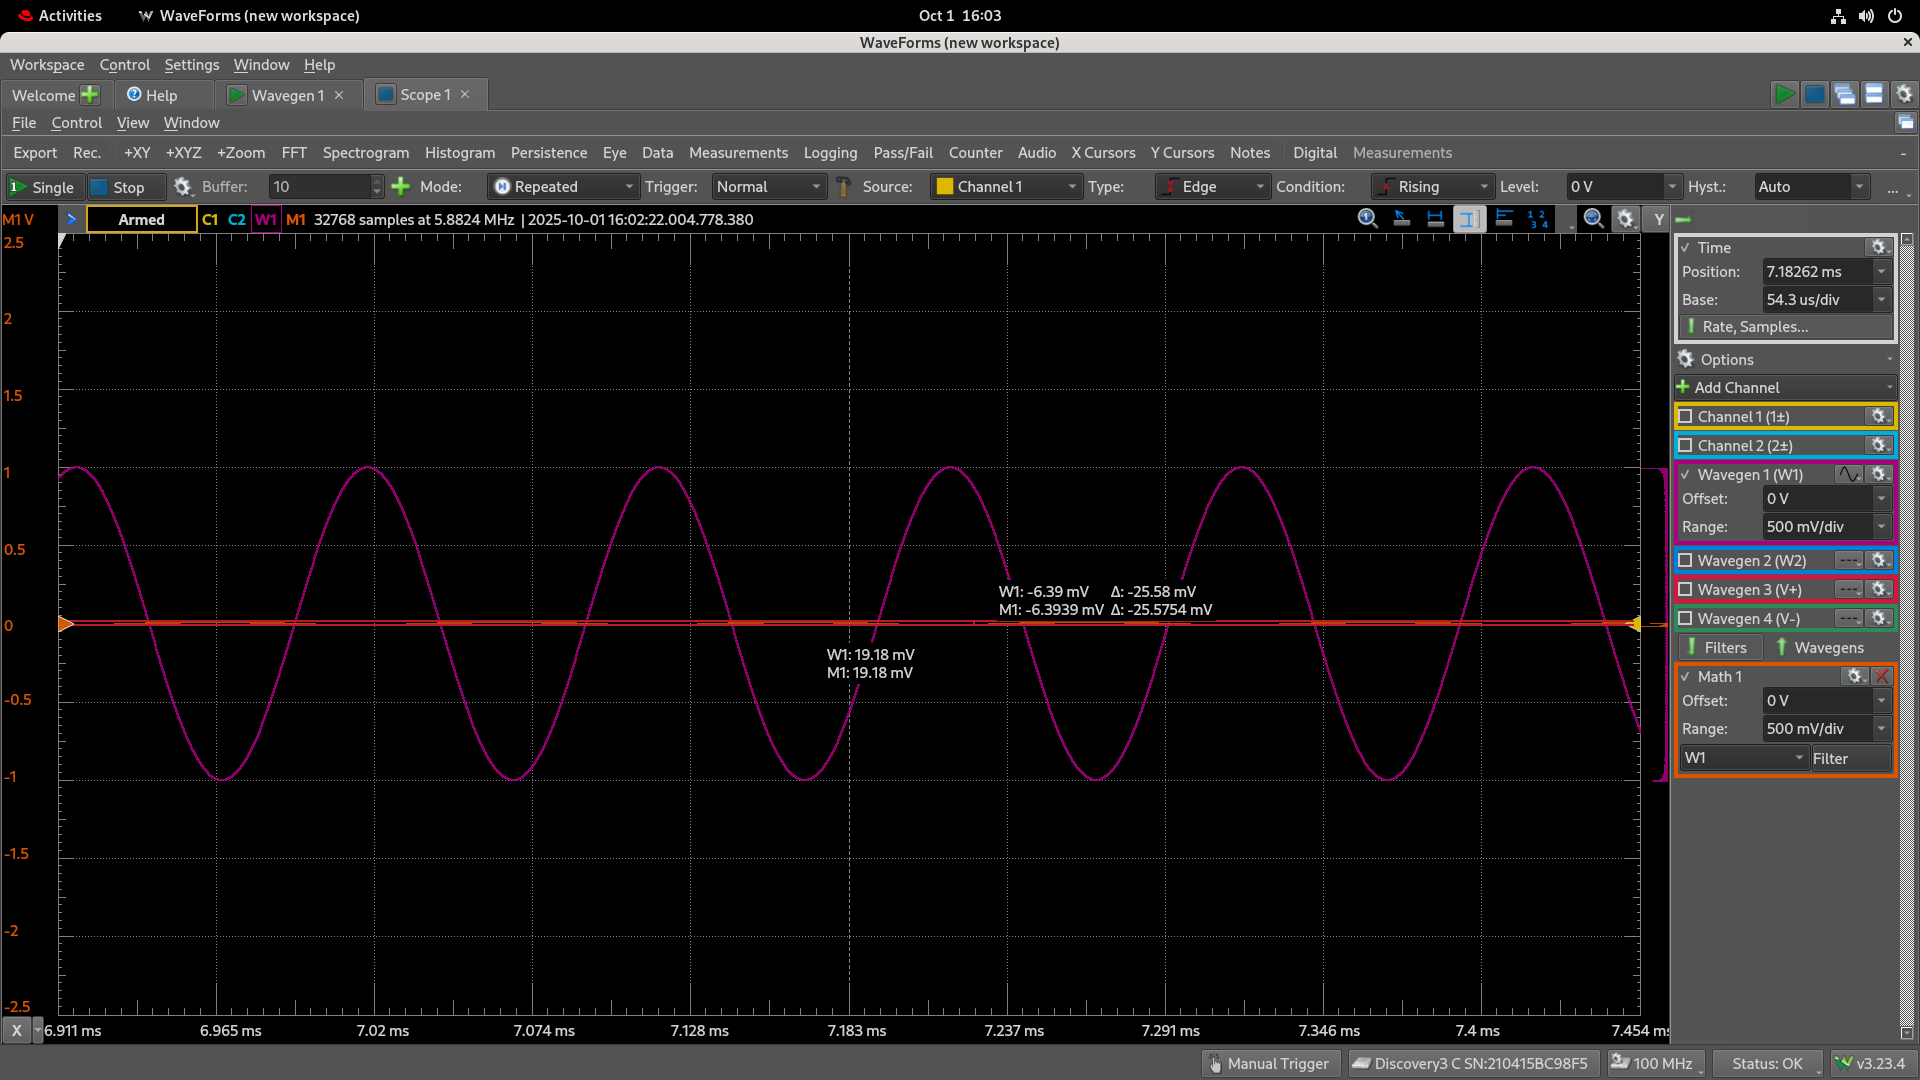 Activities WaveForms (new workspace) Oct 1 16:03
WaveForms (new workspace)
Workspace Control Settings Window Help
Welcome Help Wavegen 1 Scope 1
File Control View Window
Export Rec. +XY +XYZ +Zoom FFT Spectrogram Histogram Persistence Eye Data Measurements Logging Pass/Fail Counter Audio X Cursors Y Cursors Notes Digital Measurements
Single Stop Buffer: 10 Mode: Repeated Trigger: Normal Source: Channel 1 Type: Edge Condition: Rising Level: 0 V Hyst.: Auto ...
M1 V Armed C1 C2 W1 M1 32768 samples at 5.8824 MHz | 2025-10-01 16:02:22.004.778.380 Y
2.5
2
1.5
1
0.5
0
-0.5
-1
-1.5
-2
-2.5
W1: -6.39 mV Δ: -25.58 mV
M1: -6.3939 mV Δ: -25.5754 mV
W1: 19.18 mV
M1: 19.18 mV
X 6.911 ms 6.965 ms 7.02 ms 7.074 ms 7.128 ms 7.183 ms 7.237 ms 7.291 ms 7.346 ms 7.4 ms 7.454 ms
Time
Position: 7.18262 ms
Base: 54.3 us/div
Rate, Samples...
Options
Add Channel
Channel 1 (1±)
Channel 2 (2±)
Wavegen 1 (W1)
Offset: 0 V
Range: 500 mV/div
Wavegen 2 (W2) ---
Wavegen 3 (V+) ---
Wavegen 4 (V-) ---
Filters Wavegens
Math 1
Offset: 0 V
Range: 500 mV/div
W1 Filter
Manual Trigger Discovery3 C SN:210415BC98F5 100 MHz Status: OK v3.23.4